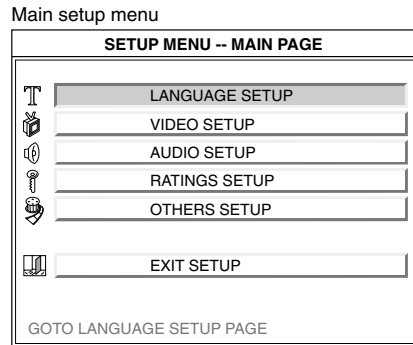 Main setup menu
SETUP MENU -- MAIN PAGE
T LANGUAGE SETUP
VIDEO SETUP
AUDIO SETUP
RATINGS SETUP
OTHERS SETUP
EXIT SETUP
GOTO LANGUAGE SETUP PAGE